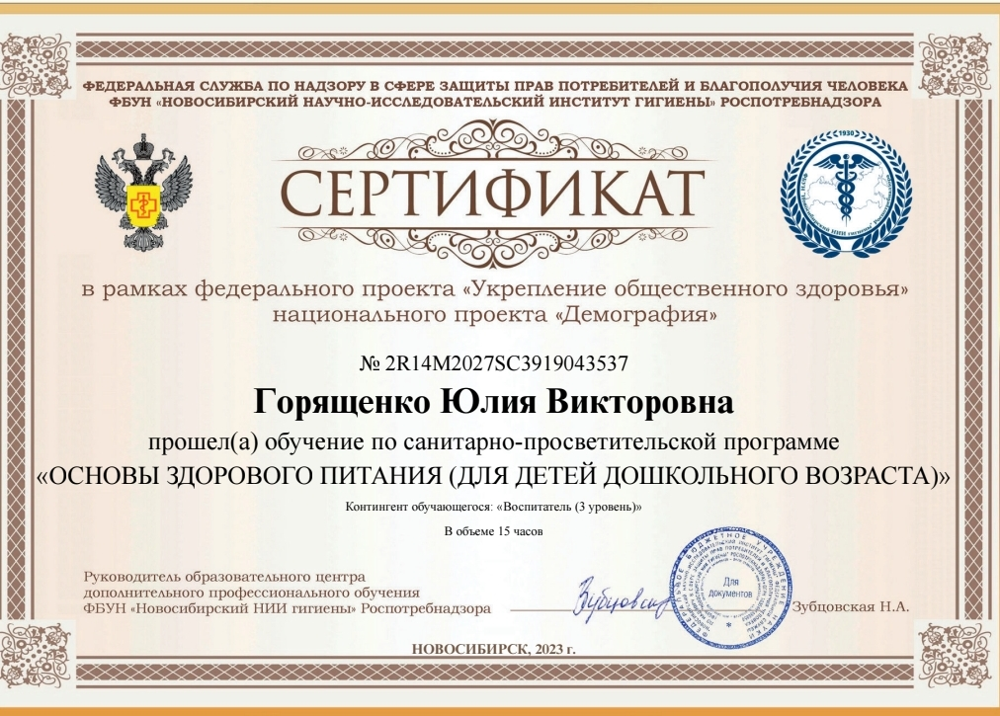 ФЕДЕРАЛЬНАЯ СЛУЖБА ПО НАДЗОРУ В СФЕРЕ ЗАЩИТЫ ПРАВ ПОТРЕБИТЕЛЕЙ И БЛАГОПОЛУЧИЯ ЧЕЛОВЕКА
ФБУН «НОВОСИБИРСКИЙ НАУЧНО-ИССЛЕДОВАТЕЛЬСКИЙ ИНСТИТУТ ГИГИЕНЫ» РОСПОТРЕБНАДЗОРА
1930
СЕРТИФИКАТ
в рамках федерального проекта «Укрепление общественного здоровья»
национального проекта «Демография»
№ 2R14M2027SC3919043537
Горященко Юлия Викторовна
прошел(а) обучение по санитарно-просветительской программе
«ОСНОВЫ ЗДОРОВОГО ПИТАНИЯ (ДЛЯ ДЕТЕЙ ДОШКОЛЬНОГО ВОЗРАСТА)»
Контингент обучающегося: «Воспитатель (3 уровень)»
В объеме 15 часов
Руководитель образовательного центра
дополнительного профессионального обучения
ФБУН «Новосибирский НИИ гигиены» Роспотребнадзора
Для
документов
Зубцовская Н.А.
НОВОСИБИРСК, 2023 г.